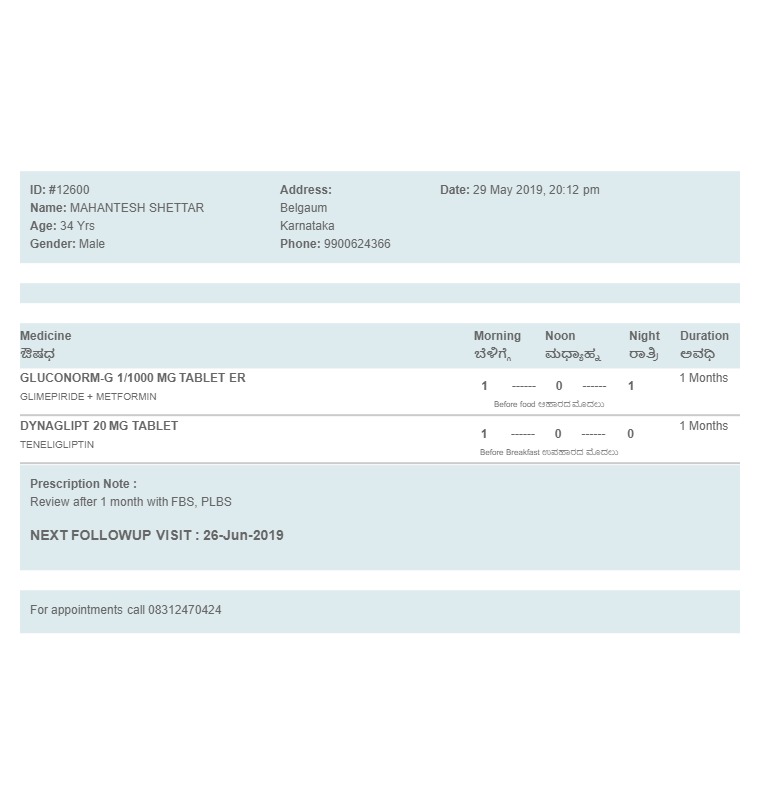 ID: #12600 Address: Date: 29 May 2019, 20:12 pm
Name: MAHANTESH SHETTAR Belgaum
Age: 34 Yrs Karnataka
Gender: Male Phone: 9900624366
Medicine Morning Noon Night Duration
ಔಷಧ ಬೆಳಿಗ್ಗೆ ಮಧ್ಯಾಹ್ನ ರಾತ್ರಿ ಅವಧಿ
GLUCONORM-G 1/1000 MG TABLET ER 1 ------ 0 ------ 1 1 Months
GLIMEPIRIDE + METFORMIN Before food ಆಹಾರದ ಮೊದಲು
DYNAGLIPT 20 MG TABLET 1 ------ 0 ------ 0 1 Months
TENELIGLIPTIN Before Breakfast ಉಪಹಾರದ ಮೊದಲು
Prescription Note :
Review after 1 month with FBS, PLBS
NEXT FOLLOWUP VISIT : 26-Jun-2019
For appointments call 08312470424